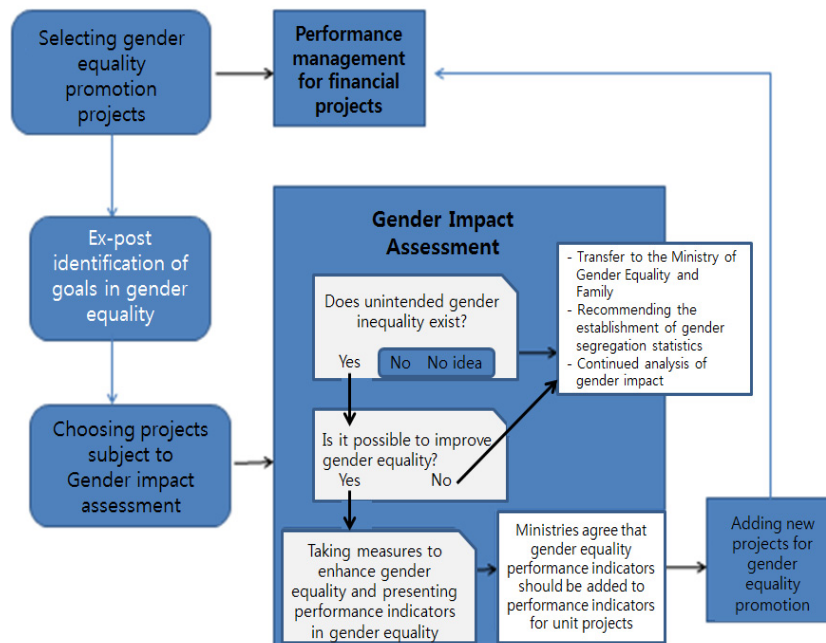 Selecting gender
equality
promotion
projects
Performance
management
for financial
projects
Ex-post
identification of
goals in gender
equality
Choosing projects
subject to
Gender impact
assessment
Gender Impact
Assessment
Does unintended gender
inequality exist?
Yes No No idea
- Transfer to the Ministry of
Gender Equality and
Family
- Recommending the
establishment of gender
segregation statistics
- Continued analysis of
gender impact
Is it possible to improve
gender equality?
Yes No
Taking measures to
enhance gender
equality and presenting
performance indicators
in gender equality
Ministries agree that
gender equality
performance indicators
should be added to
performance indicators
for unit projects
Adding new
projects for
gender
equality
promotion